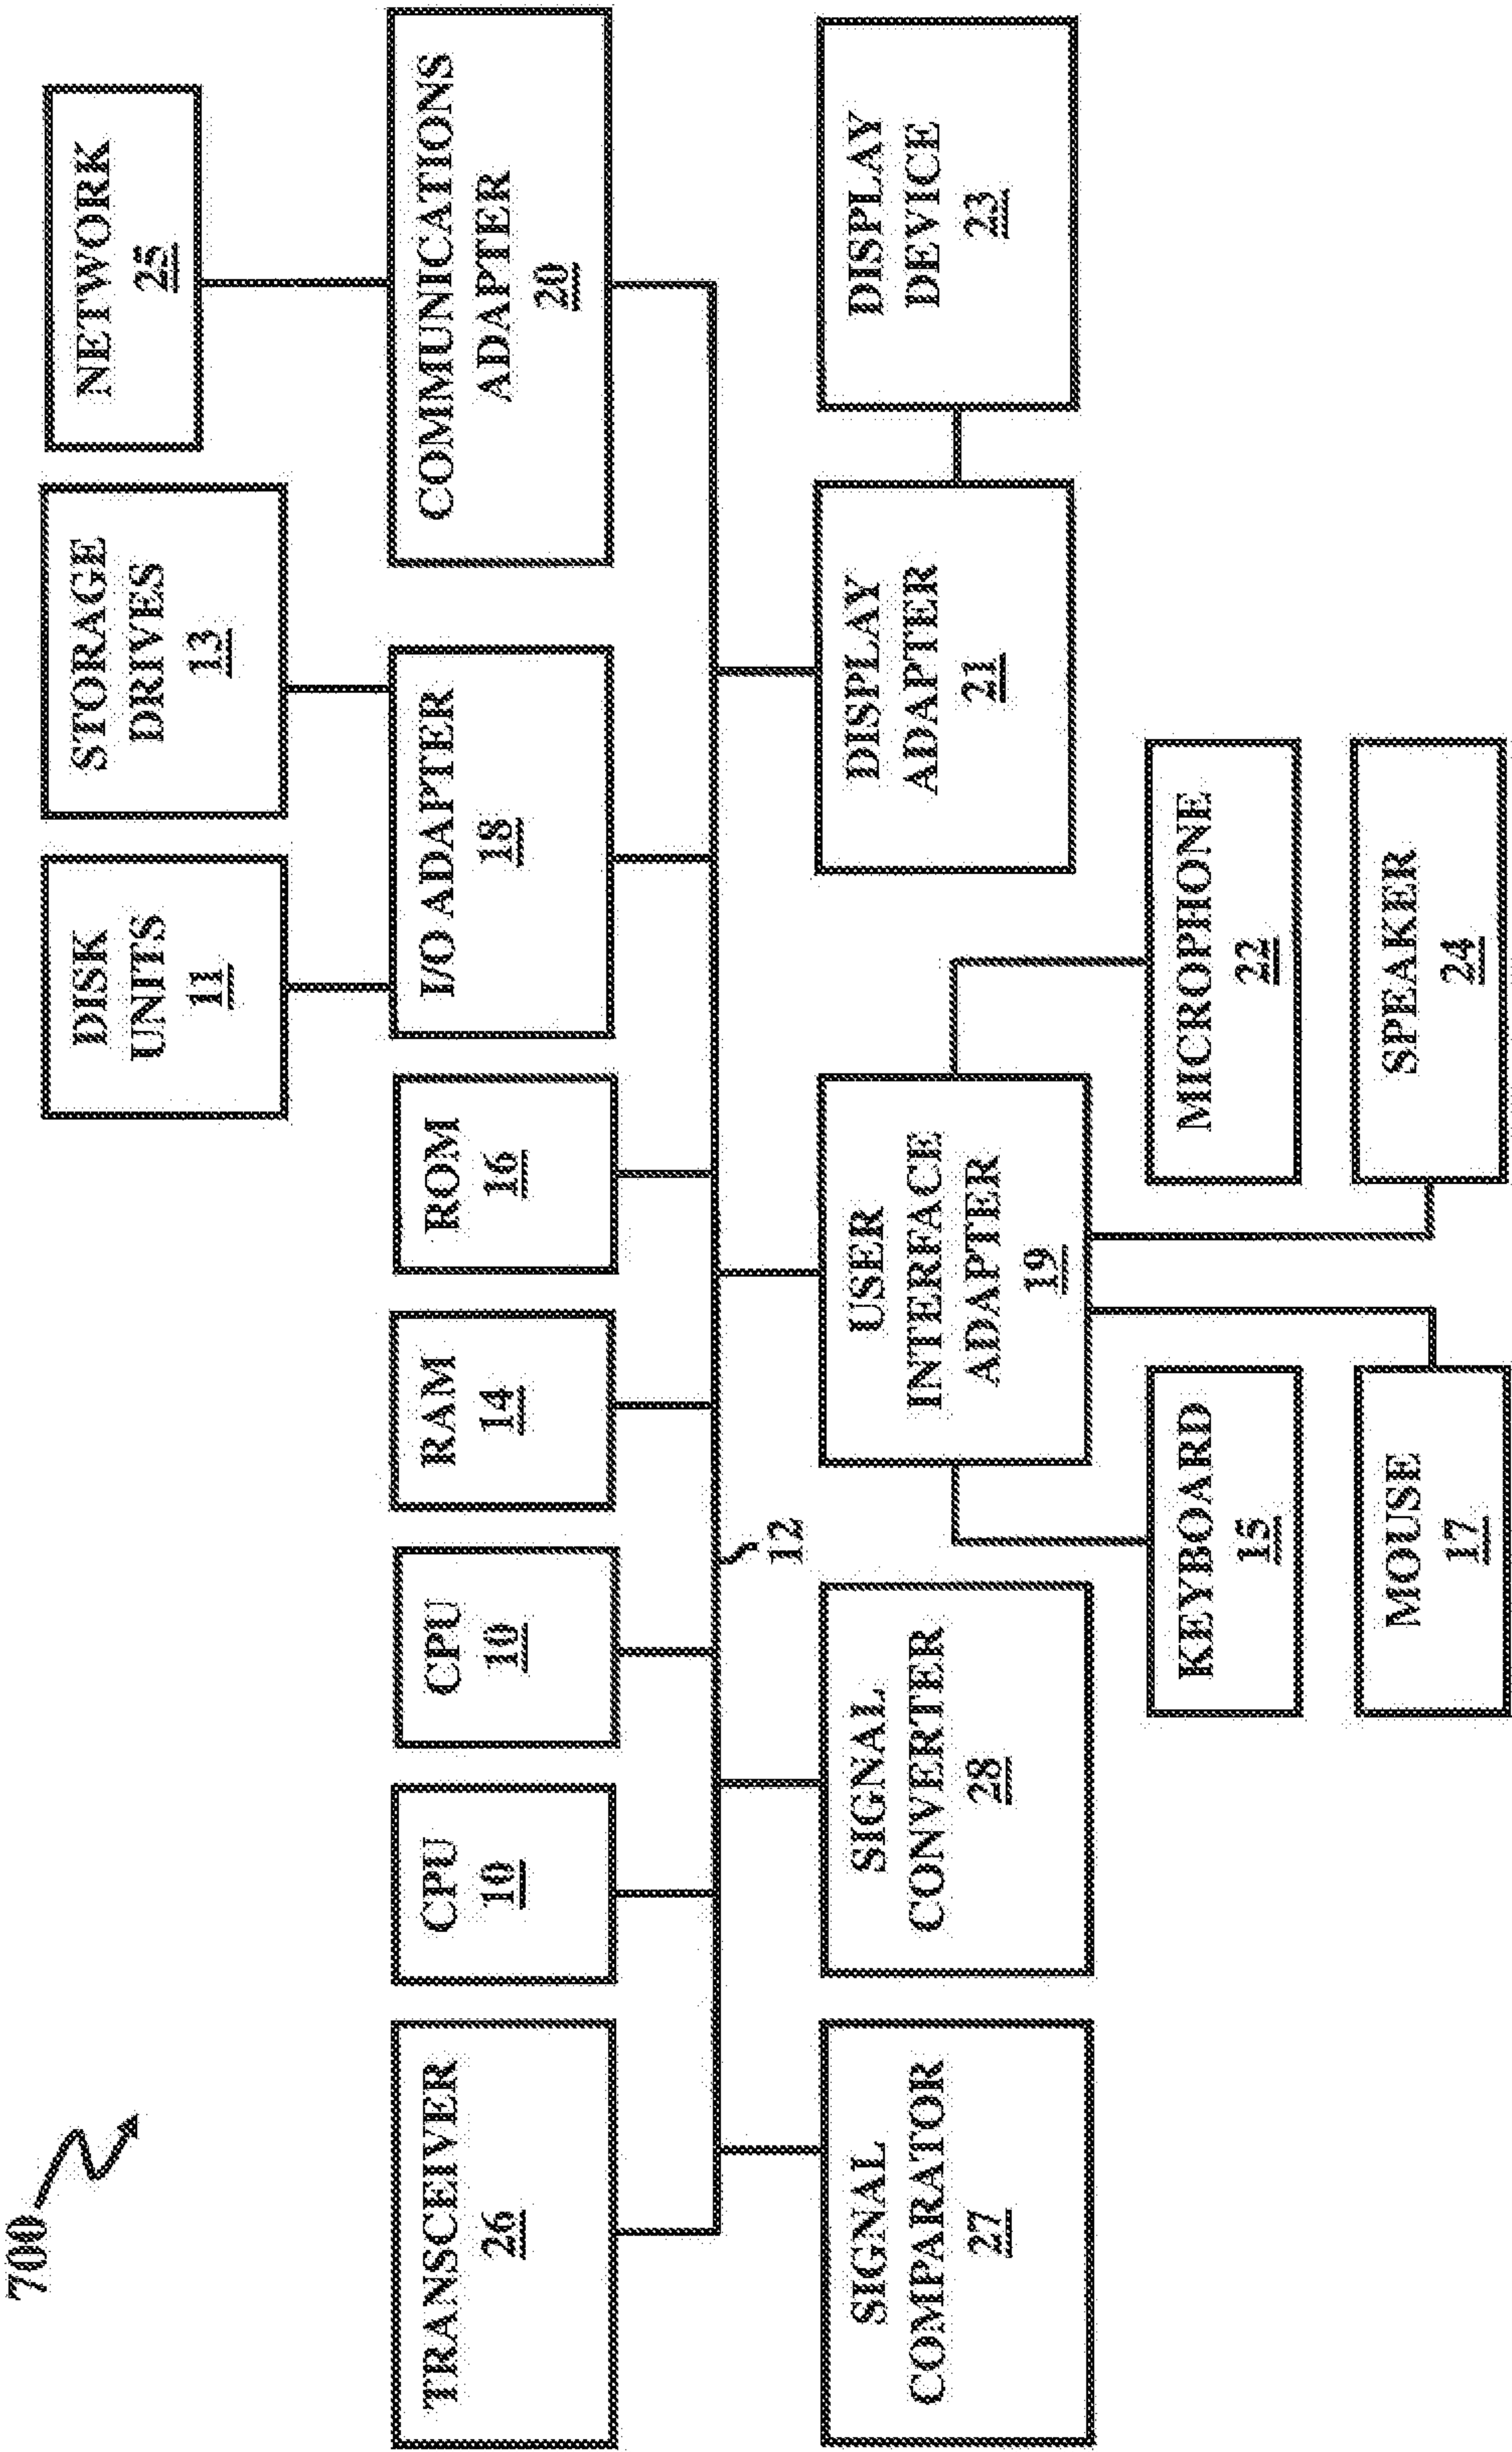 700
DISK
UNITS
11
STORAGE
DRIVES
13
NETWORK
25
TRANSCEIVER
26
CPU
10
CPU
10
RAM
14
ROM
16
I/O ADAPTER
18
COMMUNICATIONS
ADAPTER
20
12
SIGNAL
COMPARATOR
27
SIGNAL
CONVERTER
28
USER
INTERFACE
ADAPTER
19
DISPLAY
ADAPTER
21
DISPLAY
DEVICE
23
KEYBOARD
15
MICROPHONE
22
MOUSE
17
SPEAKER
24